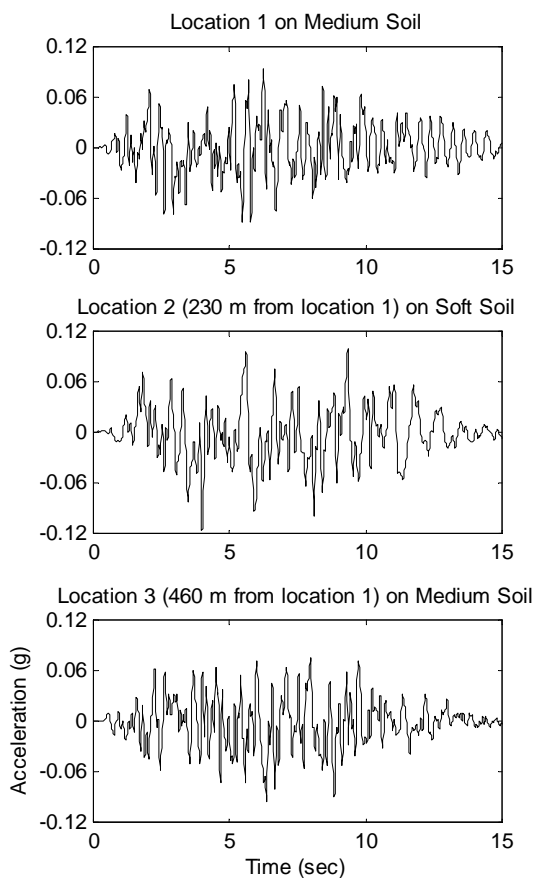 Location 1 on Medium Soil
0.12
0.06
0
-0.06
-0.12
0 5 10 15
Location 2 (230 m from location 1) on Soft Soil
0.12
0.06
0
-0.06
-0.12
0 5 10 15
Location 3 (460 m from location 1) on Medium Soil
Acceleration (g)
0.12
0.06
0
-0.06
-0.12
0 5 10 15
Time (sec)